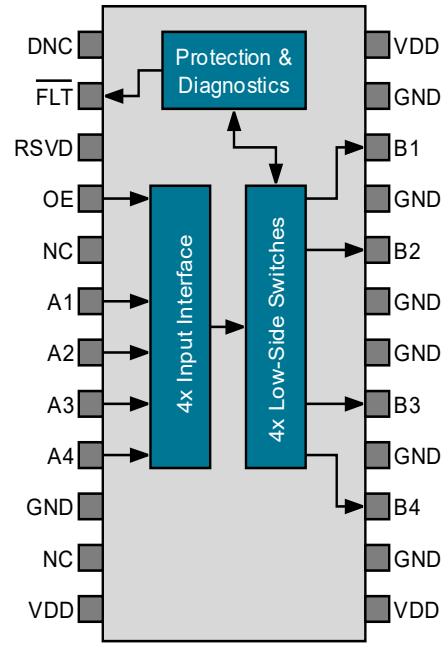 DNC
FLT
RSVD
OE
NC
A1
A2
A3
A4
GND
NC
VDD
Protection &
Diagnostics
4x Input Interface
4x Low-Side Switches
VDD
GND
B1
GND
B2
GND
GND
B3
GND
B4
GND
VDD